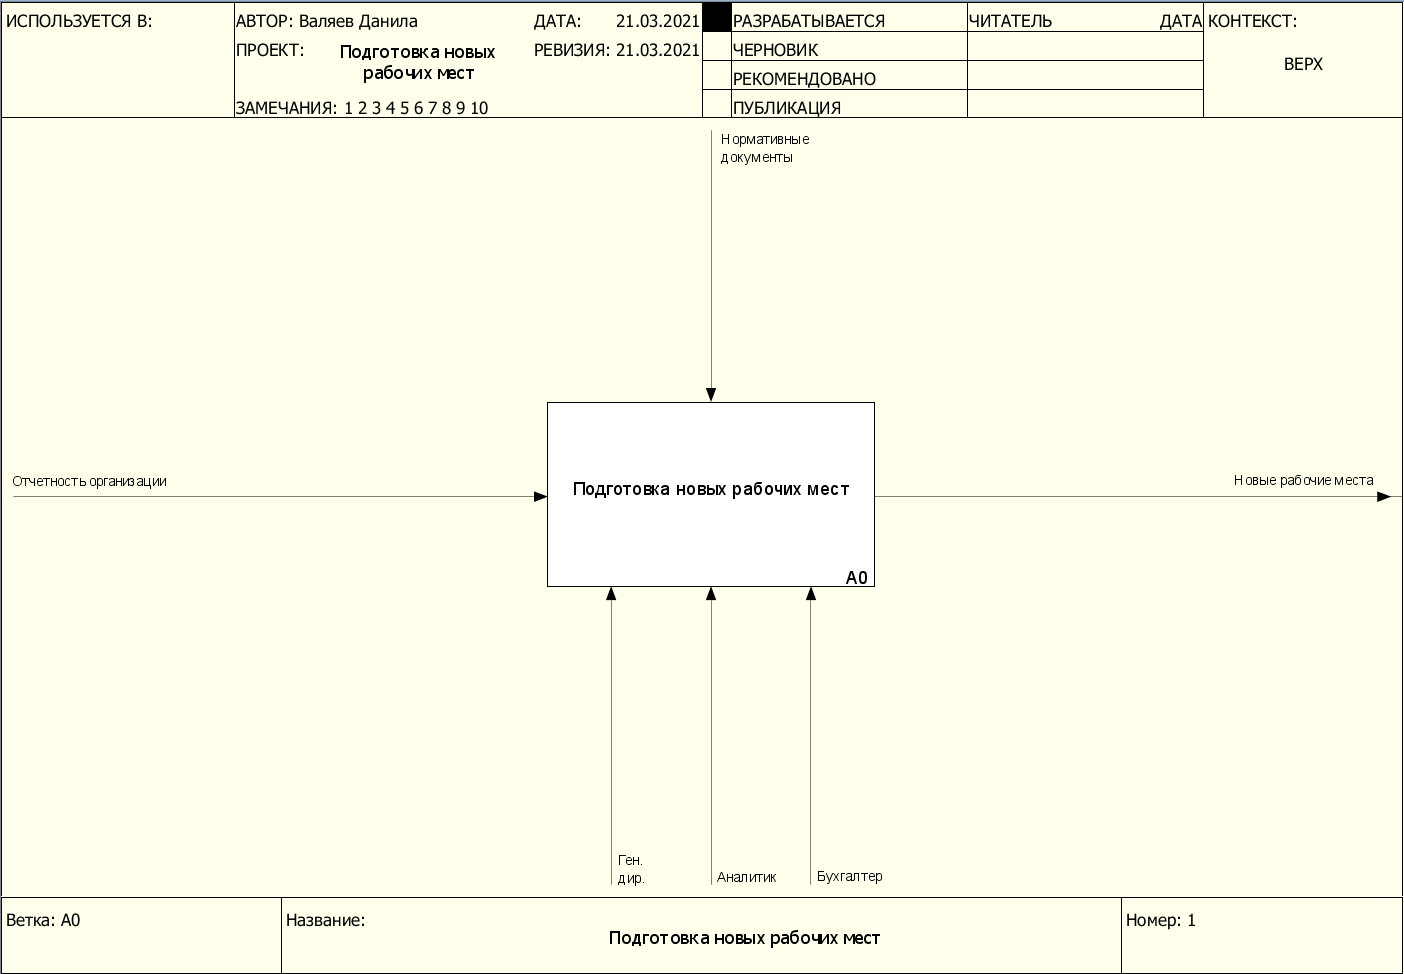 ИСПОЛЬЗУЕТСЯ В:
АВТОР: Валяев Данила
ДАТА: 21.03.2021
ПРОЕКТ: Подготовка новых
рабочих мест
РЕВИЗИЯ: 21.03.2021
ЗАМЕЧАНИЯ: 1 2 3 4 5 6 7 8 9 10
РАЗРАБАТЫВАЕТСЯ
ЧЕРНОВИК
РЕКОМЕНДОВАНО
ПУБЛИКАЦИЯ
ЧИТАТЕЛЬ ДАТА
КОНТЕКСТ:
ВЕРХ
Нормативные
документы
Отчетность организации
Подготовка новых рабочих мест
A0
Новые рабочие места
Ген.
дир.
Аналитик
Бухгалтер
Ветка: A0
Название:
Подготовка новых рабочих мест
Номер: 1